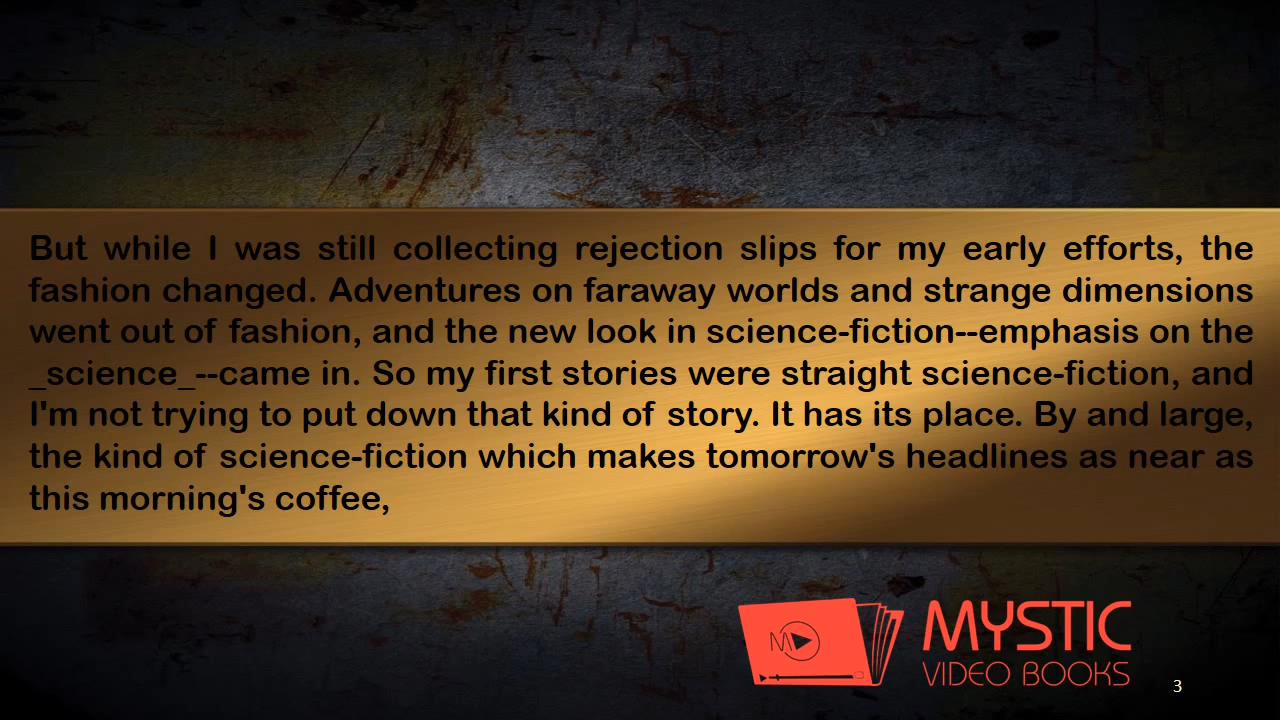 But while I was still collecting rejection slips for my early efforts, the
fashion changed. Adventures on faraway worlds and strange dimensions
went out of fashion, and the new look in science-fiction--emphasis on the
_science_--came in. So my first stories were straight science-fiction, and
I'm not trying to put down that kind of story. It has its place. By and large,
the kind of science-fiction which makes tomorrow's headlines as near as
this morning's coffee,
MYSTIC
VIDEO BOOKS
3